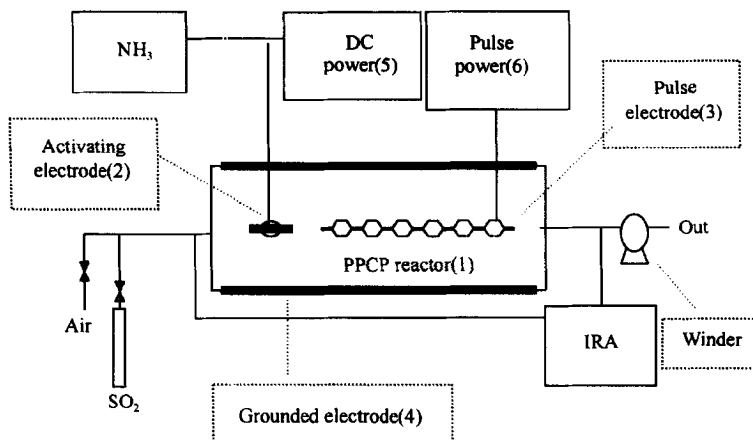 NH₃
DC
power(5)
Pulse
power(6)
Pulse
electrode(3)
Activating
electrode(2)
PPCP reactor(1)
Out
Air
SO₂
IRA
Winder
Grounded electrode(4)